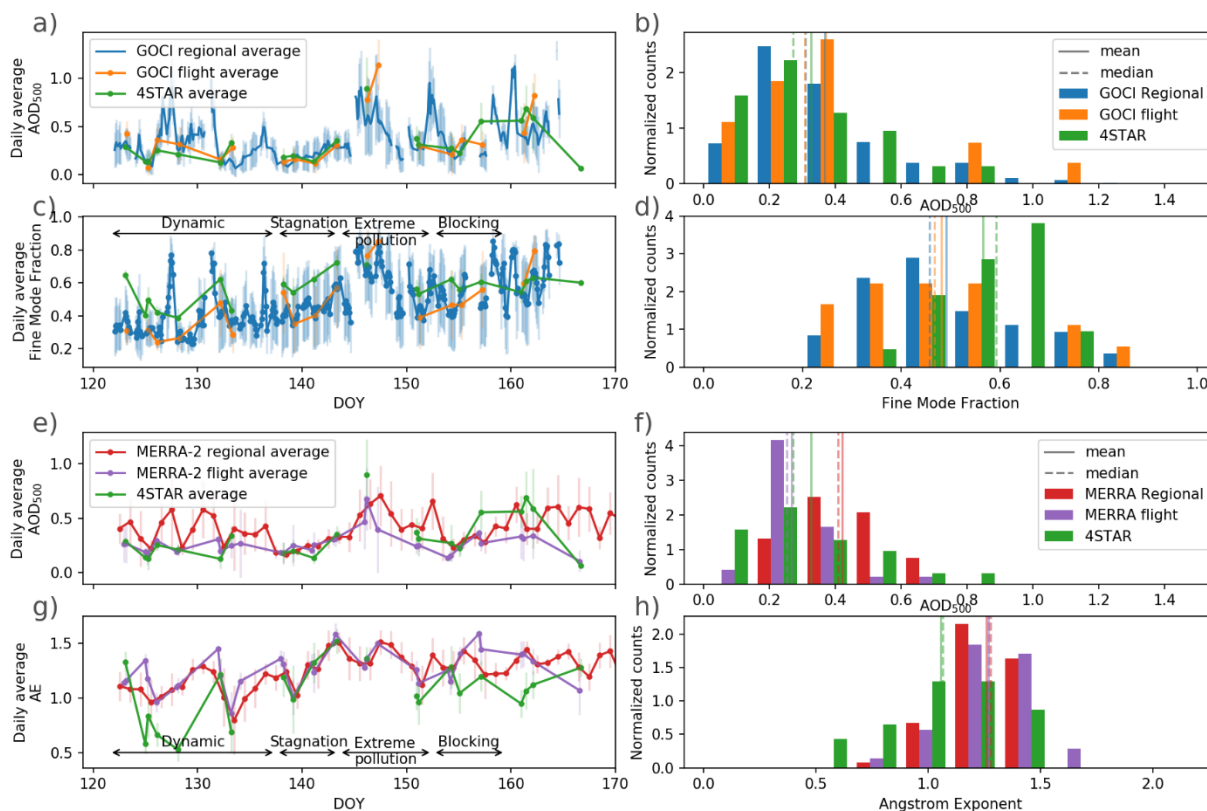 a)
Daily average
AOD500
1.0
0.5
0.0
GOCI regional average
GOCI flight average
4STAR average
b)
Normalized counts
2
1
0
mean
median
GOCI Regional
GOCI flight
4STAR
0.0 0.2 0.4 0.6 0.8 1.0 1.2 1.4
AOD500
c)
Daily average
Fine Mode Fraction
1.0
0.8
0.6
0.4
0.2
Dynamic
Stagnation
Extreme
pollution
Blocking
120 130 140 150 160 170
DOY
d)
Normalized counts
4
3
2
1
0
0.0 0.2 0.4 0.6 0.8 1.0
Fine Mode Fraction
e)
Daily average
AOD500
1.0
0.5
0.0
MERRA-2 regional average
MERRA-2 flight average
4STAR average
f)
Normalized counts
4
3
2
1
0
mean
median
MERRA Regional
MERRA flight
4STAR
0.0 0.2 0.4 0.6 0.8 1.0 1.2 1.4
AOD500
g)
Daily average
AE
1.5
1.0
0.5
Dynamic
Stagnation
Extreme
pollution
Blocking
120 130 140 150 160 170
DOY
h)
Normalized counts
2.0
1.5
1.0
0.5
0.0
0.0 0.5 1.0 1.5 2.0
Angstrom Exponent